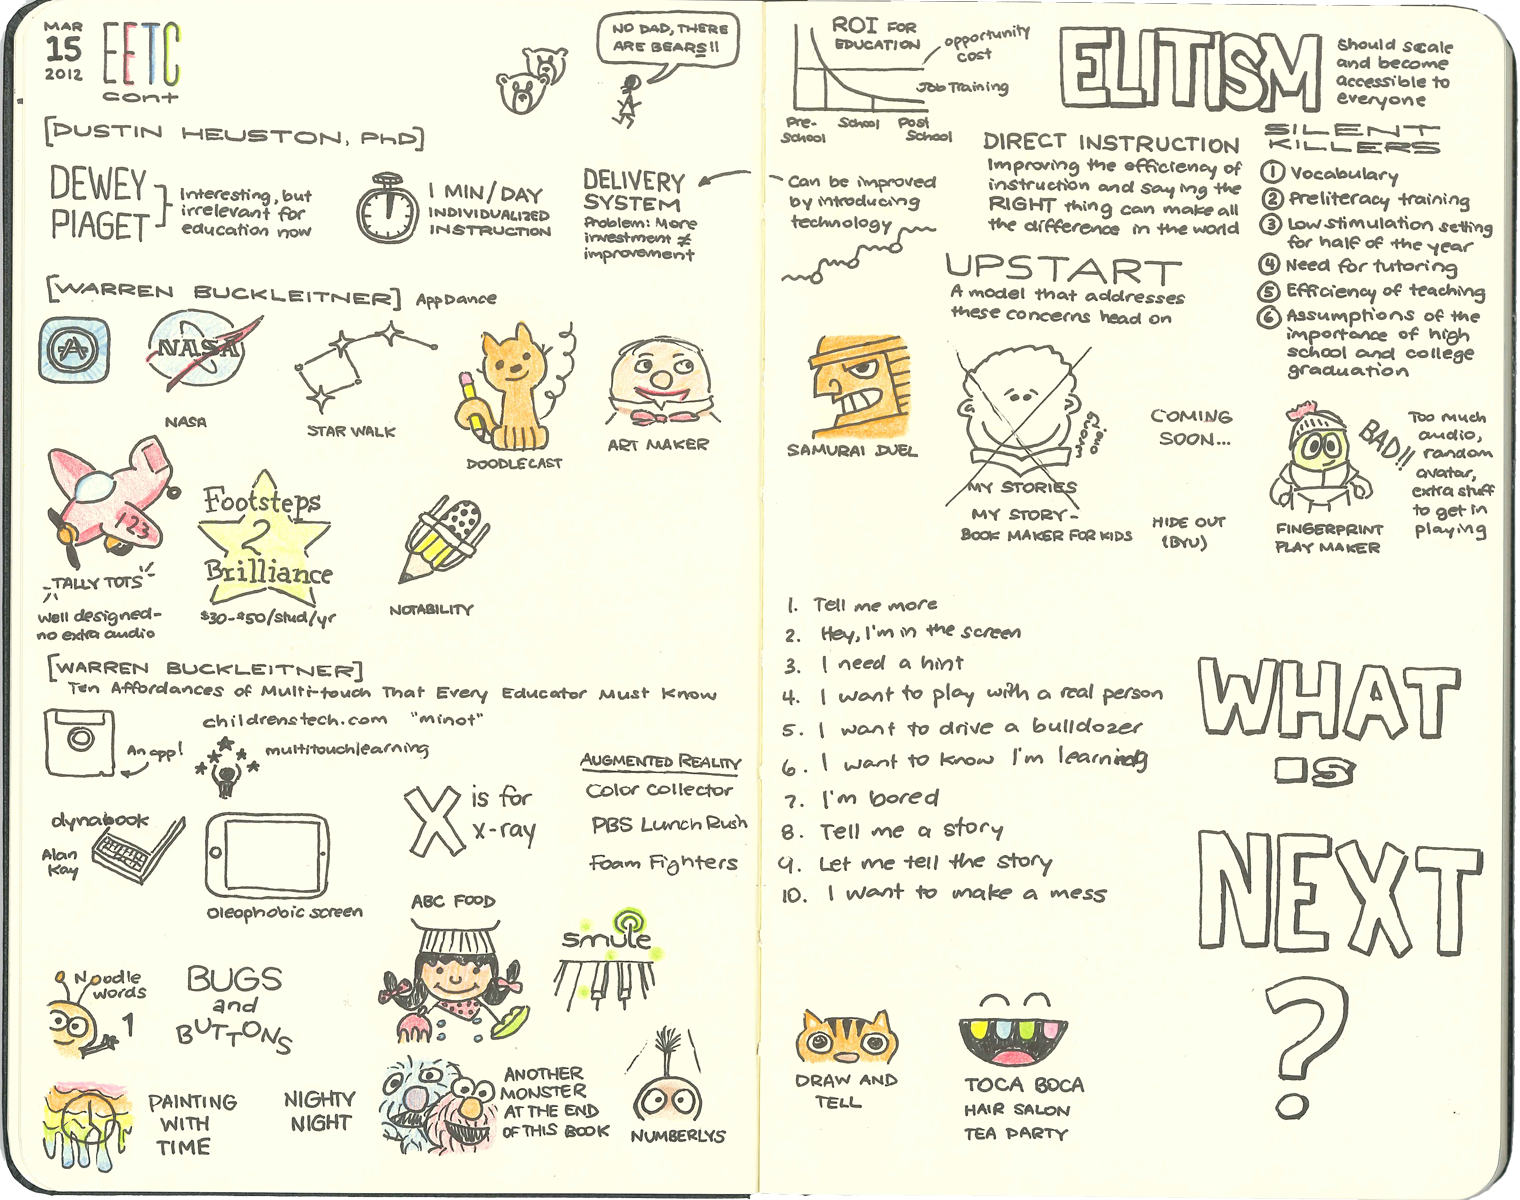 MAR
15
2012
EETC
cont
NO DAD, THERE
ARE BEARS!!
[DUSTIN HEUSTON, PhD]
DEWEY
PIAGET
Interesting, but
irrelevant for
education now
1 MIN/DAY
INDIVIDUALIZED
INSTRUCTION
DELIVERY
SYSTEM
Problem: More
investment ≠
improvement
[WARREN BUCKLEITNER] App Dance
A
NASA
NASA
STAR WALK
DOODLECAST
ART MAKER
123
TALLY TOTS
well designed-
no extra audio
Footsteps
2
Brilliance
$30-$50/stud/yr
NOTABILITY
[WARREN BUCKLEITNER]
Ten Affordances of Multi-touch That Every Educator Must Know
childrenstech.com "minot"
An app!
multitouchlearning
dynabook
Alan
Kay
Oleophobic screen
X is for
x-ray
AUGMENTED REALITY
Color Collector
PBS Lunch Rush
Foam Fighters
ABC FOOD
smule
Noodle
words
1
BUGS
and
BUTTONS
PAINTING
WITH
TIME
NIGHTY
NIGHT
ANOTHER
MONSTER
AT THE END
OF THIS BOOK
NUMBERLYS
ROI FOR
EDUCATION
opportunity
cost
Job Training
Pre-
School
School
Post
School
ELITISM
Should scale
and become
accessible to
everyone
Can be improved
by introducing
technology
DIRECT INSTRUCTION
Improving the efficiency of
instruction and saying the
RIGHT thing can make all
the difference in the world
SILENT
KILLERS
1 Vocabulary
2 Preliteracy training
3 Low stimulation setting
for half of the year
4 Need for tutoring
5 Efficiency of teaching
6 Assumptions of the
importance of high
school and college
graduation
UPSTART
A model that addresses
these concerns head on
SAMURAI DUEL
wrong
one!
MY STORIES
MY STORY-
BOOK MAKER FOR KIDS
COMING
SOON...
HIDE OUT
(BYU)
BAD!!
FINGERPRINT
PLAY MAKER
Too much
audio,
random
avatar,
extra stuff
to get in
playing
1. Tell me more
2. Hey, I'm in the screen
3. I need a hint
4. I want to play with a real person
5. I want to drive a bulldozer
6. I want to know I'm learning
7. I'm bored
8. Tell me a story
9. Let me tell the story
10. I want to make a mess
WHAT
IS
NEXT
?
DRAW AND
TELL
TOCA BOCA
HAIR SALON
TEA PARTY